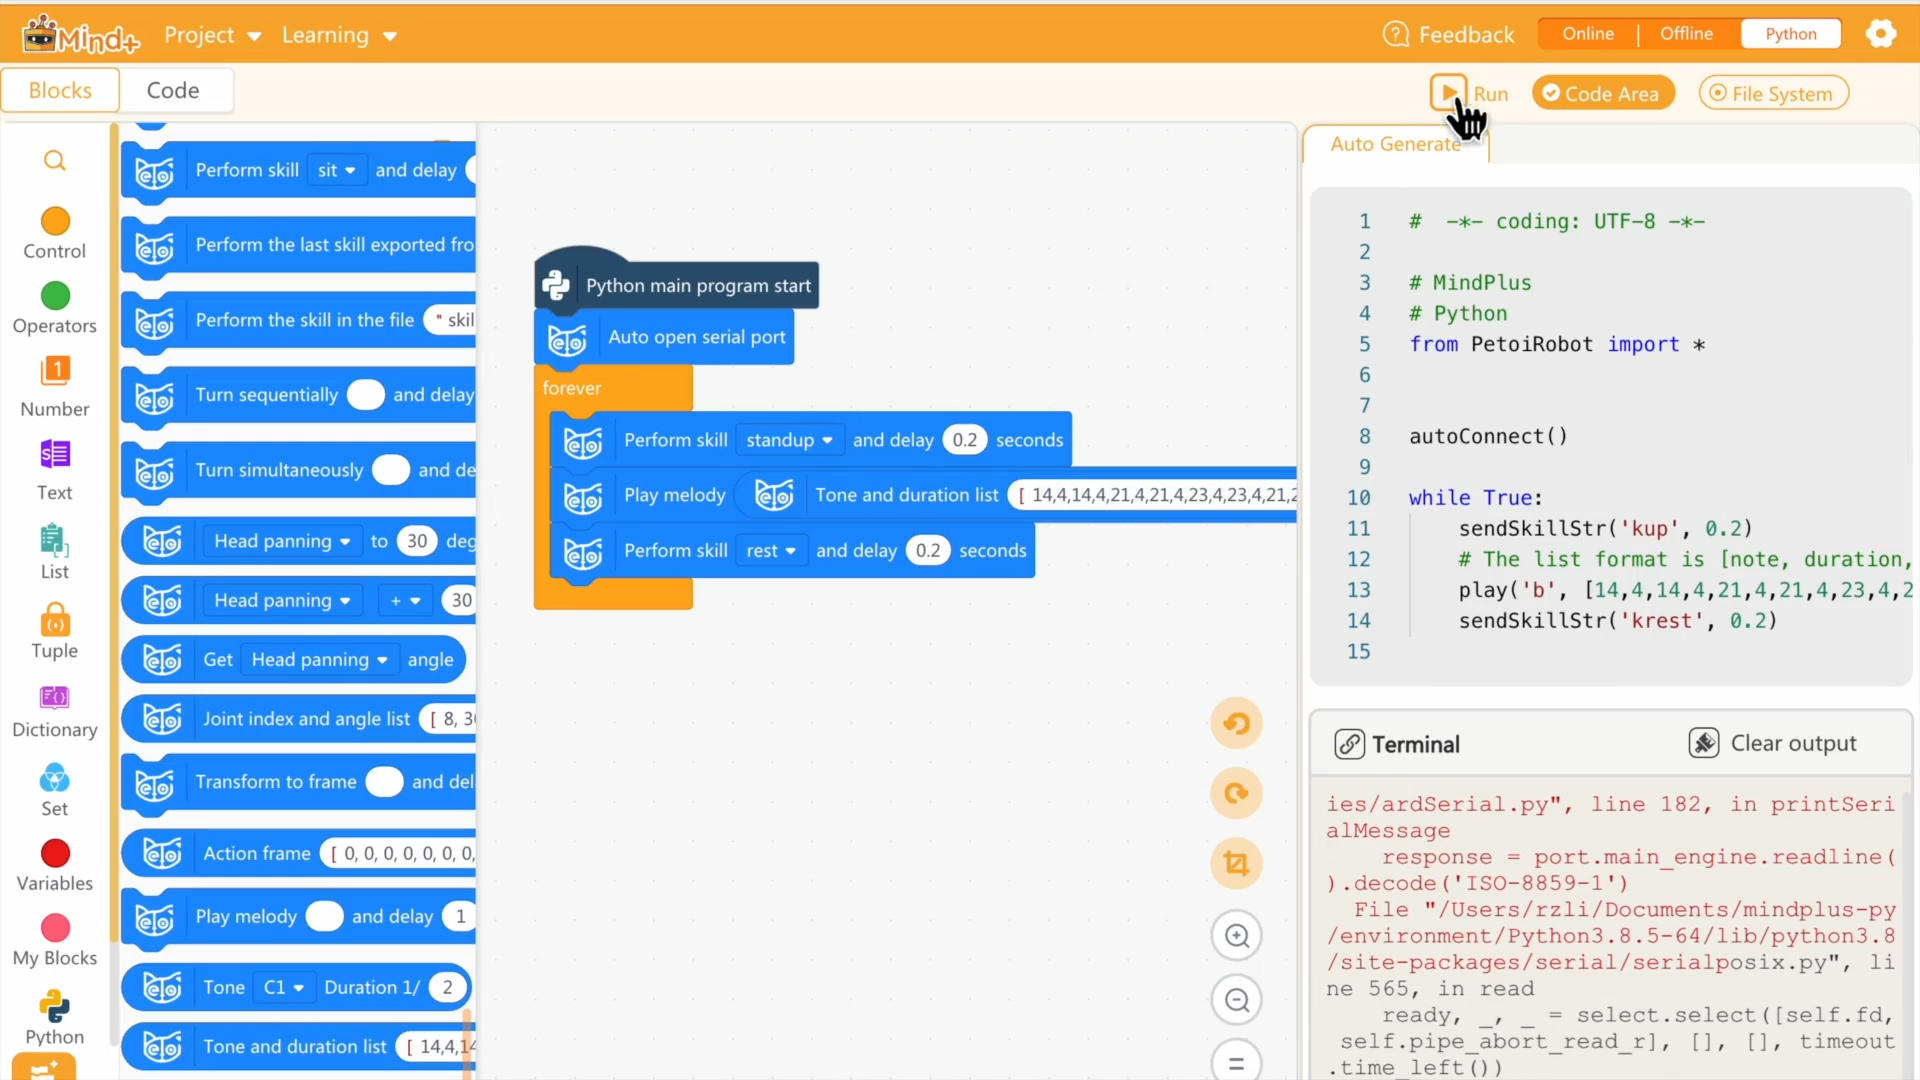 Mind+
Project
Learning
Feedback
Online | Offline
Python
Blocks
Code
Run
Code Area
File System
Control
Operators
1
Number
Text
List
Tuple
Dictionary
Set
Variables
My Blocks
Python
Perform skill sit and delay
Perform the last skill exported fro
Perform the skill in the file " skil
Turn sequentially and delay
Turn simultaneously and de
Head panning to 30 deg
Head panning + 30
Get Head panning angle
Joint index and angle list [ 8, 30
Transform to frame and del
Action frame [ 0, 0, 0, 0, 0, 0, 0,
Play melody and delay 1
Tone C1 Duration 1/ 2
Tone and duration list [ 14,4,14
Python main program start
Auto open serial port
forever
Perform skill standup and delay 0.2 seconds
Play melody Tone and duration list [ 14,4,14,4,21,4,21,4,23,4,23,4,21,2
Perform skill rest and delay 0.2 seconds
Auto Generate
1 # -*- coding: UTF-8 -*-
2
3 # MindPlus
4 # Python
5 from PetoiRobot import *
6
7
8 autoConnect()
9
10 while True:
11 sendSkillStr('kup', 0.2)
12 # The list format is [note, duration,
13 play('b', [14,4,14,4,21,4,21,4,23,4,2
14 sendSkillStr('krest', 0.2)
15
Terminal
Clear output
ies/ardSerial.py", line 182, in printSeri
alMessage
response = port.main_engine.readline(
).decode('ISO-8859-1')
File "/Users/rzli/Documents/mindplus-py
/environment/Python3.8.5-64/lib/python3.8
/site-packages/serial/serialposix.py", li
ne 565, in read
ready, _, _ = select.select([self.fd,
self.pipe_abort_read_r], [], [], timeout
.time_left())